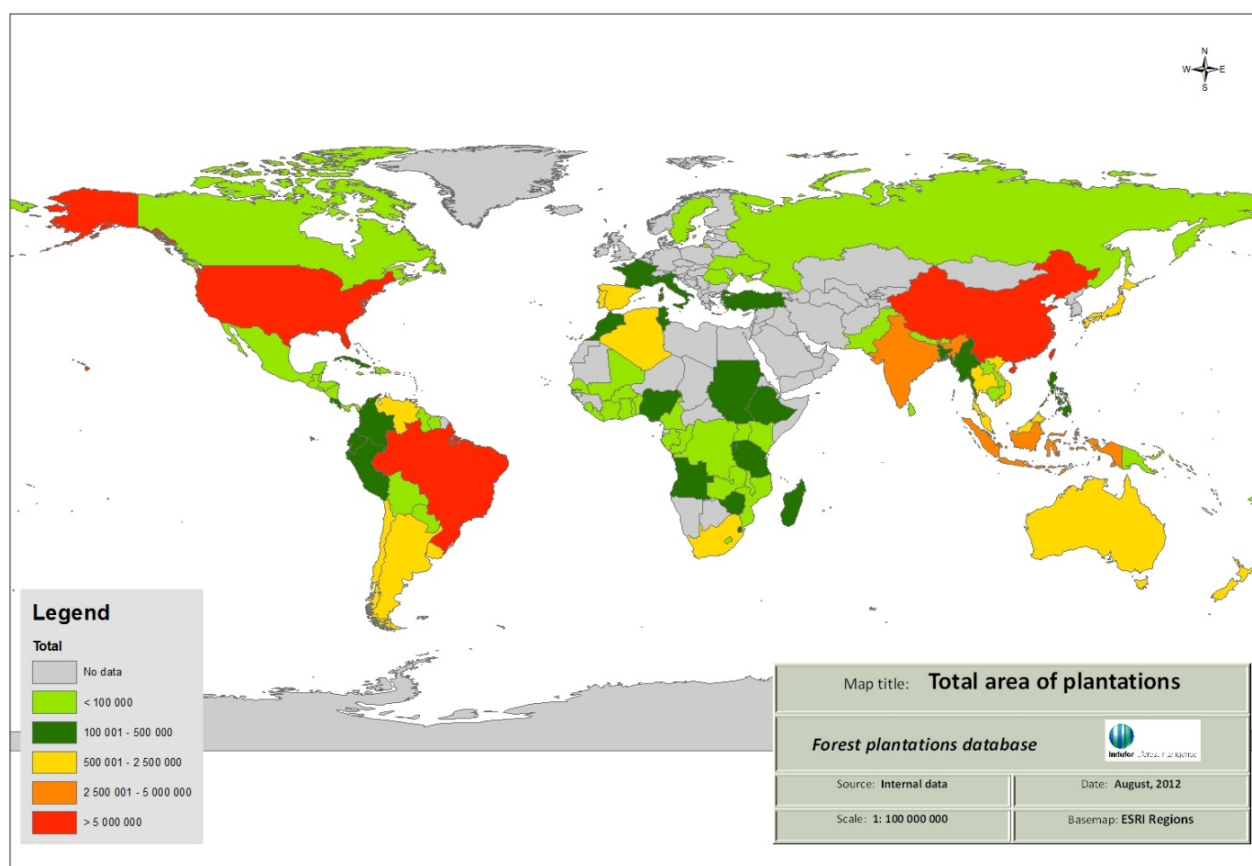 N
W E
S
Legend
Total
No data
< 100 000
100 001 - 500 000
500 001 - 2 500 000
2 500 001 - 5 000 000
> 5 000 000
Map title: Total area of plantations
Forest plantations database
Indufor
Source: Internal data
Date: August, 2012
Scale: 1: 100 000 000
Basemap: ESRI Regions